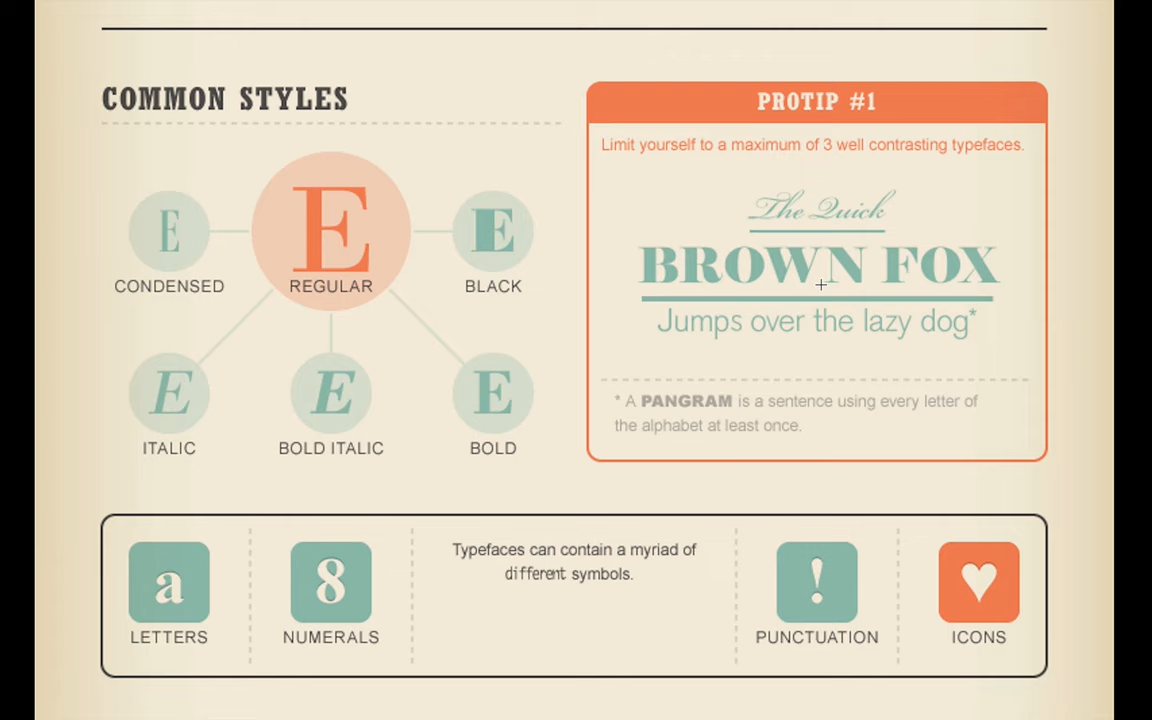 COMMON STYLES
E
E
E
CONDENSED
REGULAR
BLACK
E
E
E
ITALIC
BOLD ITALIC
BOLD
PROTIP #1
Limit yourself to a maximum of 3 well contrasting typefaces.
The Quick
BROWN FOX
Jumps over the lazy dog*
* A PANGRAM is a sentence using every letter of
the alphabet at least once.
a
8
Typefaces can contain a myriad of
different symbols.
!
♥
LETTERS
NUMERALS
PUNCTUATION
ICONS